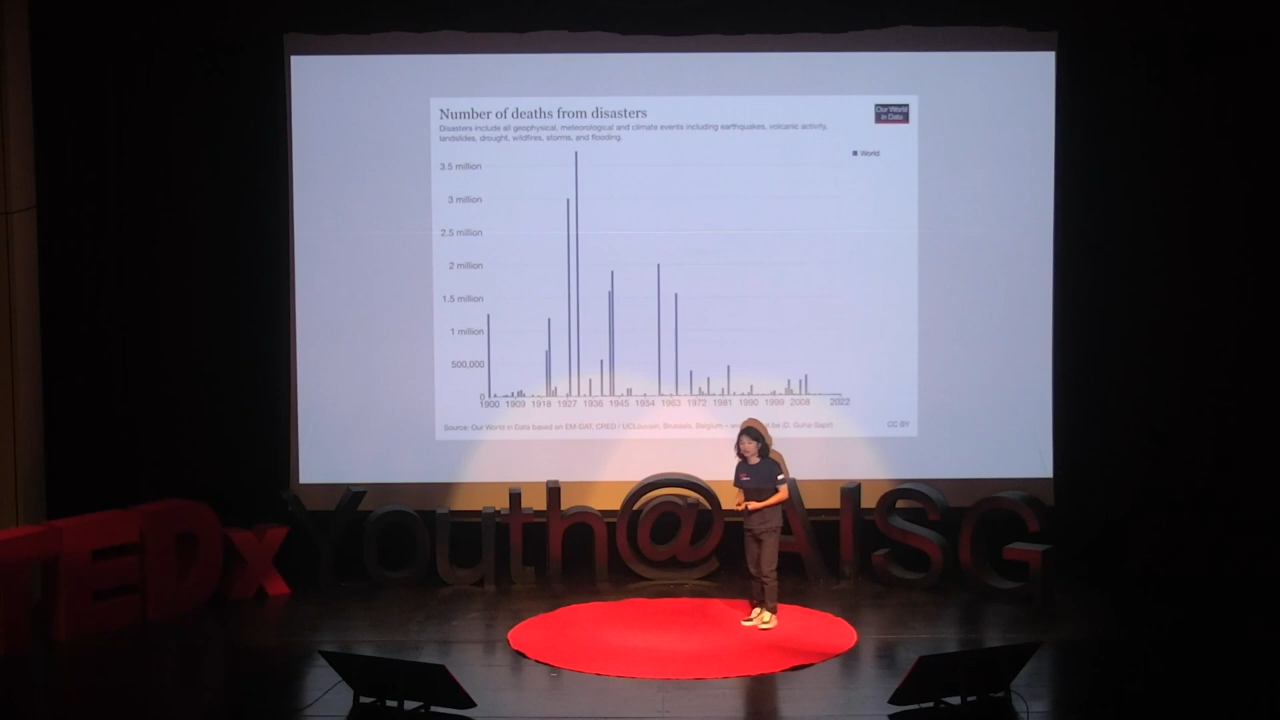 Number of deaths from disasters
Disasters include all geophysical, meteorological and climate events including earthquakes, volcanic activity,
landslides, drought, wildfires, storms, and flooding.
Our World
in Data
World
3.5 million
3 million
2.5 million
2 million
1.5 million
1 million
500,000
0
1900 1909 1918 1927 1936 1945 1954 1963 1972 1981 1990 1999 2008 2022
Source: Our World in Data based on EM-DAT, CRED / UCLouvain, Brussels, Belgium – (D. Guha-Sapir)
CC BY
TEDxYouth@AISG